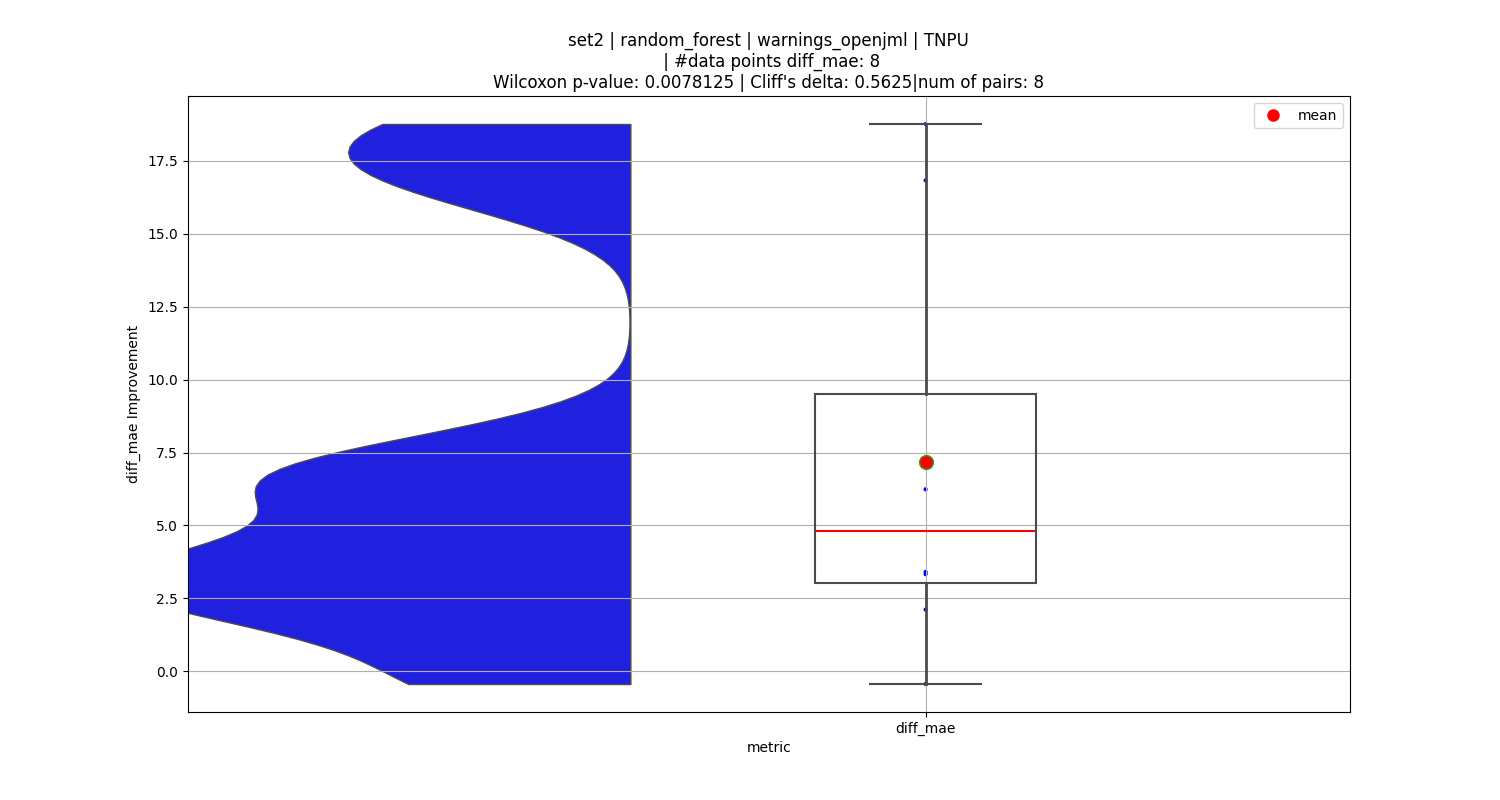 set2 | random_forest | warnings_openjml | TNPU
| #data points diff_mae: 8
Wilcoxon p-value: 0.0078125 | Cliff's delta: 0.5625|num of pairs: 8
mean
17.5
15.0
12.5
10.0
7.5
5.0
2.5
0.0
diff_mae Improvement
diff_mae
metric